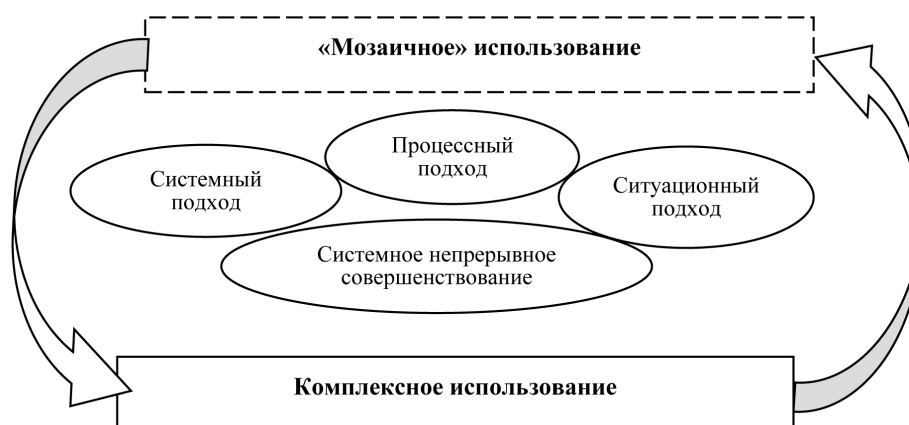 «Мозаичное» использование
Процессный
подход
Системный
подход
Ситуационный
подход
Системное непрерывное
совершенствование
Комплексное использование